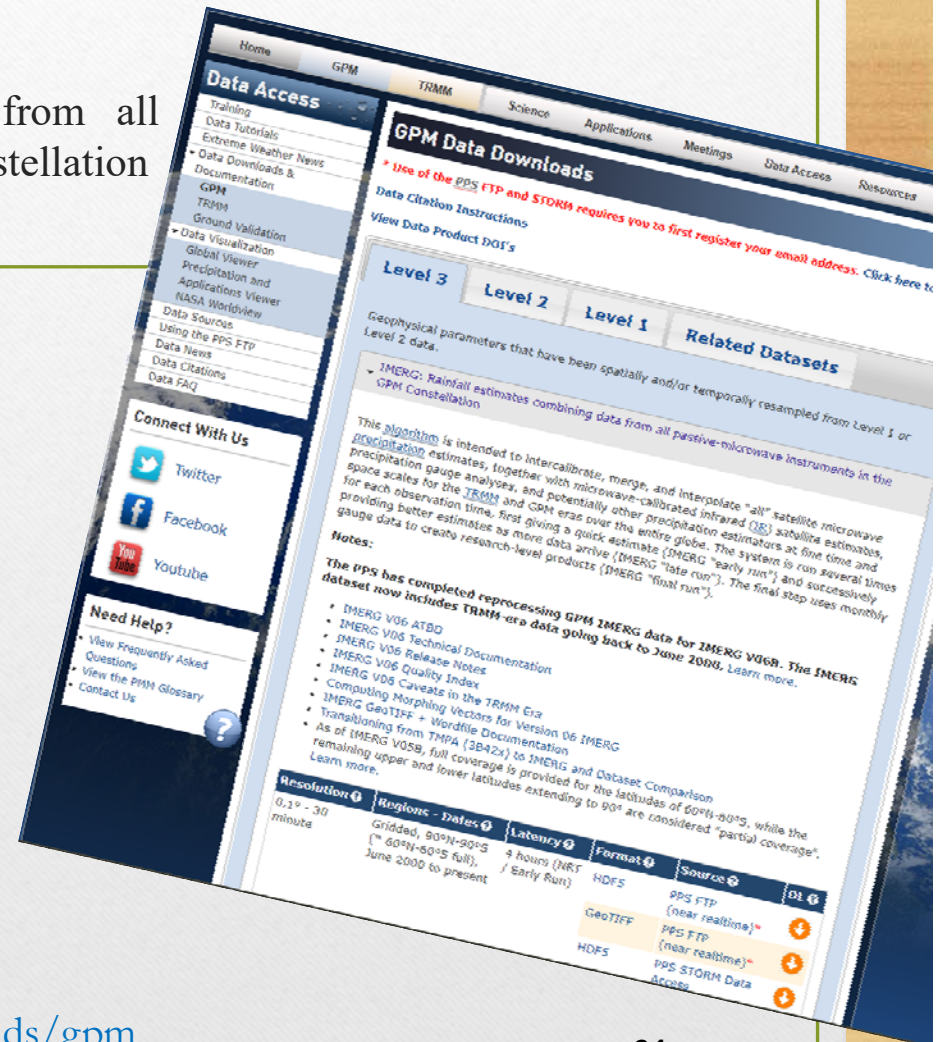 from all
stellation
Home GPM TRMM Science Applications Meetings Data Access Resources
Data Access
Training
Data Tutorials
Extreme Weather News
Data Downloads &
Documentation
GPM
TRMM
Ground Validation
Data Visualization
Global Viewer
Precipitation and
Applications Viewer
NASA Worldview
Data Sources
Using the PPS FTP
Data News
Data Citations
Data FAQ
Connect With Us
Twitter
Facebook
You
Tube
Youtube
Need Help?
View Frequently Asked
Questions
View the PMM Glossary
Contact Us
?
GPM Data Downloads
* Use of the PPS FTP and STORM requires you to first register your email address. Click here to
Data Citation Instructions
View Data Product DOI's
Level 3 Level 2 Level 1 Related Datasets
Geophysical parameters that have been spatially and/or temporally resampled from Level 1 or
Level 2 data.
IMERG: Rainfall estimates combining data from all passive-microwave instruments in the
GPM Constellation
This algorithm is intended to intercalibrate, merge, and interpolate "all" satellite microwave
precipitation estimates, together with microwave-calibrated infrared (IR) satellite estimates,
precipitation gauge analyses, and potentially other precipitation estimators at fine time and
space scales for the TRMM and GPM eras over the entire globe. The system is run several times
for each observation time, first giving a quick estimate (IMERG "early run") and successively
providing better estimates as more data arrive (IMERG "late run"). The final step uses monthly
gauge data to create research-level products (IMERG "final run").
Notes:
The PPS has completed reprocessing GPM IMERG data for IMERG V06B. The IMERG
dataset now includes TRMM-era data going back to June 2000. Learn more.
IMERG V06 ATBD
IMERG V06 Technical Documentation
IMERG V06 Release Notes
IMERG V06 Quality Index
IMERG V06 Caveats in the TRMM Era
Computing Morphing Vectors for Version 06 IMERG
IMERG GeoTIFF + Wordfile Documentation
Transitioning from TMPA (3B42x) to IMERG and Dataset Comparison
As of IMERG V05B, full coverage is provided for the latitudes of 60°N-60°S, while the
remaining upper and lower latitudes extending to 90° are considered "partial coverage".
Learn more.
Resolution Regions - Dates Latency Format Source DL
0.1° - 30
minute
Gridded, 90°N-90°S
(* 60°N-60°S full),
June 2000 to present
4 hours (NRT
/ Early Run)
HDF5
PPS FTP
(near realtime)*
GeoTIFF
PPS FTP
(near realtime)*
HDF5
PPS STORM Data
Access
ds/gpm